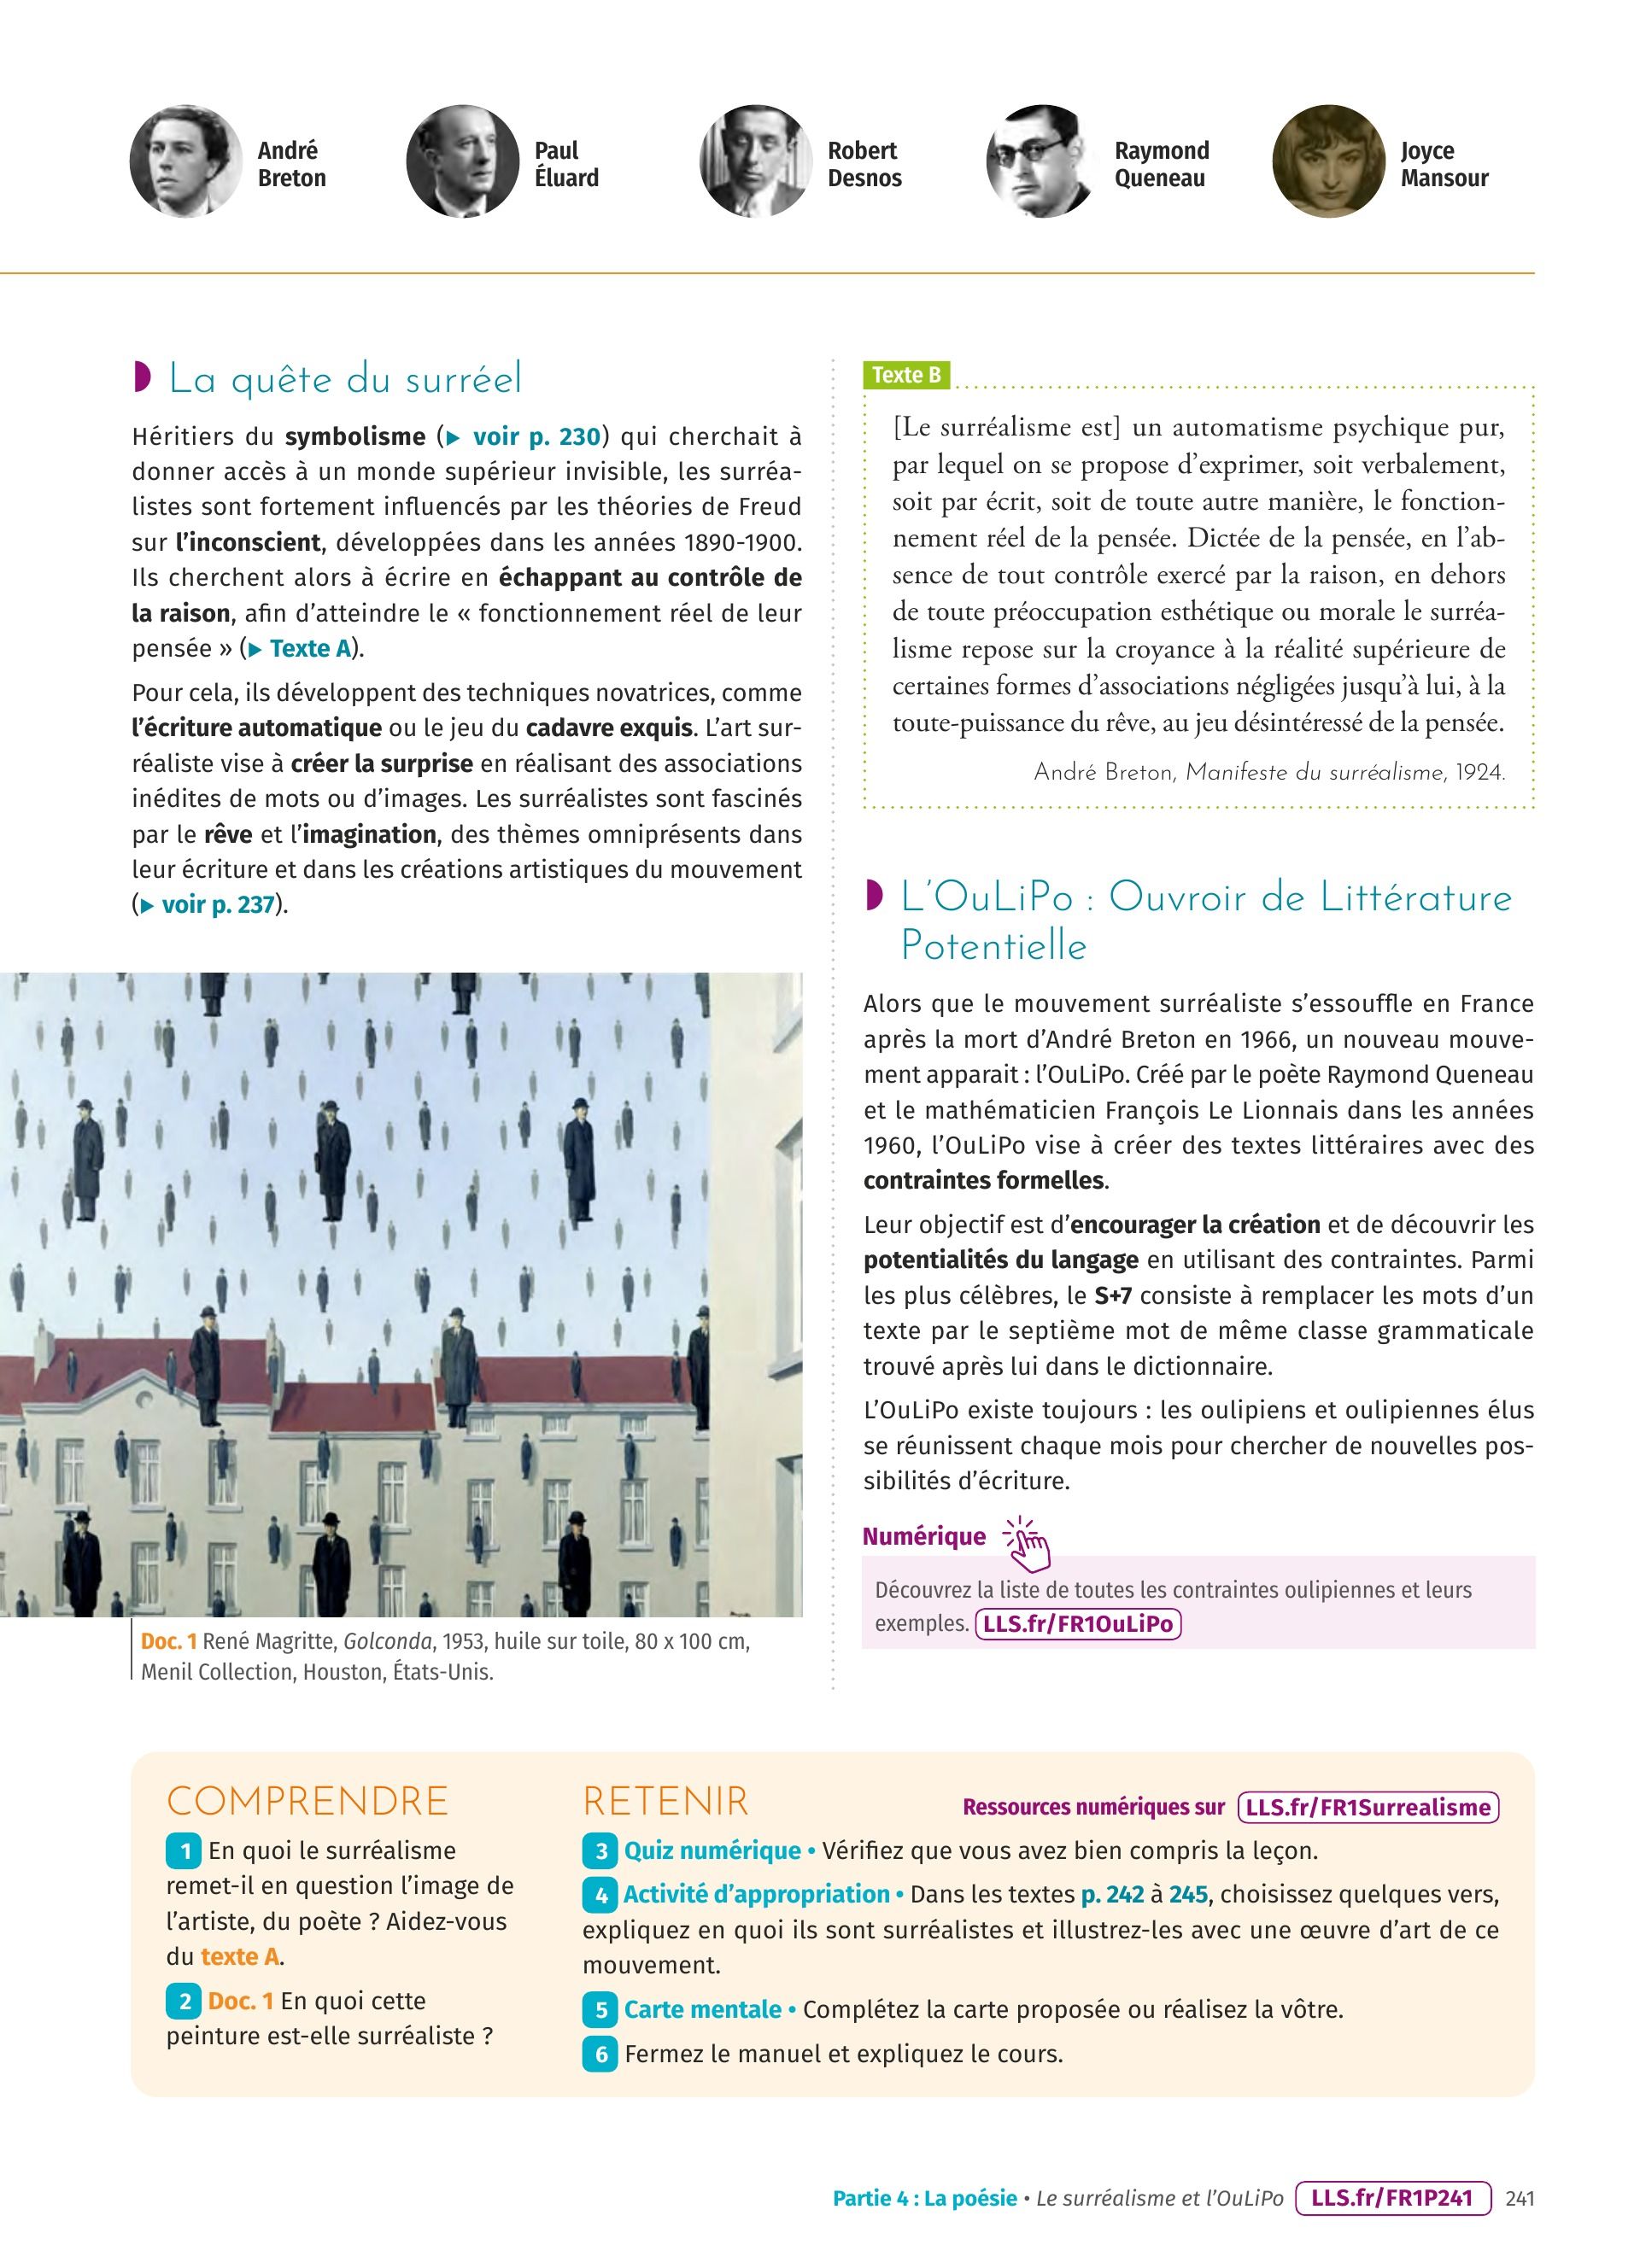 André
Breton
Paul
Éluard
Robert
Desnos
Raymond
Queneau
Joyce
Mansour
La quête du surréel
Héritiers du symbolisme (▶ voir p. 230) qui cherchait à
donner accès à un monde supérieur invisible, les surréa-
listes sont fortement influencés par les théories de Freud
sur l'inconscient, développées dans les années 1890-1900.
Ils cherchent alors à écrire en échappant au contrôle de
la raison, afin d'atteindre le « fonctionnement réel de leur
pensée » (▶ Texte A).
Pour cela, ils développent des techniques novatrices, comme
l'écriture automatique ou le jeu du cadavre exquis. L'art sur-
réaliste vise à créer la surprise en réalisant des associations
inédites de mots ou d'images. Les surréalistes sont fascinés
par le rêve et l'imagination, des thèmes omniprésents dans
leur écriture et dans les créations artistiques du mouvement
(▶ voir p. 237).
Doc. 1 René Magritte, Golconda, 1953, huile sur toile, 80 x 100 cm,
Menil Collection, Houston, États-Unis.
Texte B
[Le surréalisme est] un automatisme psychique pur,
par lequel on se propose d'exprimer, soit verbalement,
soit par écrit, soit de toute autre manière, le fonction-
nement réel de la pensée. Dictée de la pensée, en l'ab-
sence de tout contrôle exercé par la raison, en dehors
de toute préoccupation esthétique ou morale le surréa-
lisme repose sur la croyance à la réalité supérieure de
certaines formes d'associations négligées jusqu'à lui, à la
toute-puissance du rêve, au jeu désintéressé de la pensée.
André Breton, Manifeste du surréalisme, 1924.
L'OuLiPo : Ouvroir de Littérature
Potentielle
Alors que le mouvement surréaliste s'essouffle en France
après la mort d'André Breton en 1966, un nouveau mouve-
ment apparait : l'OuLiPo. Créé par le poète Raymond Queneau
et le mathématicien François Le Lionnais dans les années
1960, l'OuLiPo vise à créer des textes littéraires avec des
contraintes formelles.
Leur objectif est d'encourager la création et de découvrir les
potentialités du langage en utilisant des contraintes. Parmi
les plus célèbres, le S+7 consiste à remplacer les mots d'un
texte par le septième mot de même classe grammaticale
trouvé après lui dans le dictionnaire.
L'OuLiPo existe toujours : les oulipiens et oulipiennes élus
se réunissent chaque mois pour chercher de nouvelles pos-
sibilités d'écriture.
Numérique
Découvrez la liste de toutes les contraintes oulipiennes et leurs
exemples. LLS.fr/FR1OuLiPo
COMPRENDRE
1 En quoi le surréalisme
remet-il en question l'image de
l'artiste, du poète ? Aidez-vous
du texte A.
2 Doc. 1 En quoi cette
peinture est-elle surréaliste ?
RETENIR
Ressources numériques sur LLS.fr/FR1Surrealisme
3 Quiz numérique • Vérifiez que vous avez bien compris la leçon.
4 Activité d'appropriation • Dans les textes p. 242 à 245, choisissez quelques vers,
expliquez en quoi ils sont surréalistes et illustrez-les avec une œuvre d'art de ce
mouvement.
5 Carte mentale • Complétez la carte proposée ou réalisez la vôtre.
6 Fermez le manuel et expliquez le cours.
Partie 4 : La poésie • Le surréalisme et l'OuLiPo LLS.fr/FR1P241 241